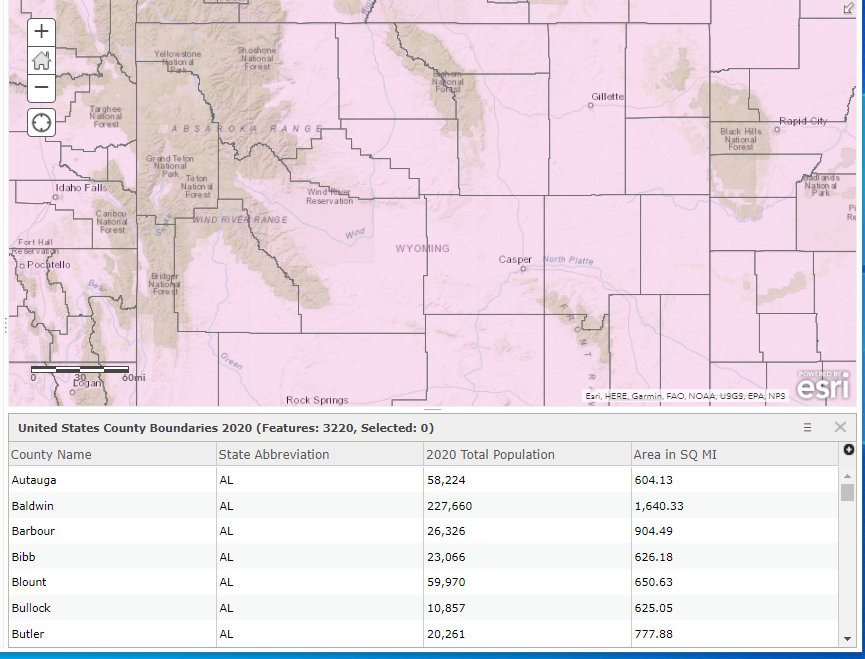 Yellowstone
National
Park
Shoshone
National
Forest
Bighorn
National
Forest
Gillette
Targhee
National
Forest
ABSAROKA RANGE
Rapid City
Black Hills
National
Forest
Grand Teton
National
Park
Teton
National
Forest
Idaho Falls
Wind River
Reservation
Badlands
National
Park
Caribou
National
Forest
WIND RIVER RANGE
Wind
Fort Hall
Reservation
WYOMING
Pocatello
Casper
North Platte
Bridger
National
Forest
Bear
FRONT RA
Green
0 30 60mi
Logan
Rock Springs
POWERED BY
esri
Esri, HERE, Garmin, FAO, NOAA, USGS, EPA, NPS
United States County Boundaries 2020 (Features: 3220, Selected: 0)
County Name State Abbreviation 2020 Total Population Area in SQ MI
Autauga AL 58,224 604.13
Baldwin AL 227,660 1,640.33
Barbour AL 26,326 904.49
Bibb AL 23,066 626.18
Blount AL 59,970 650.63
Bullock AL 10,857 625.05
Butler AL 20,261 777.88